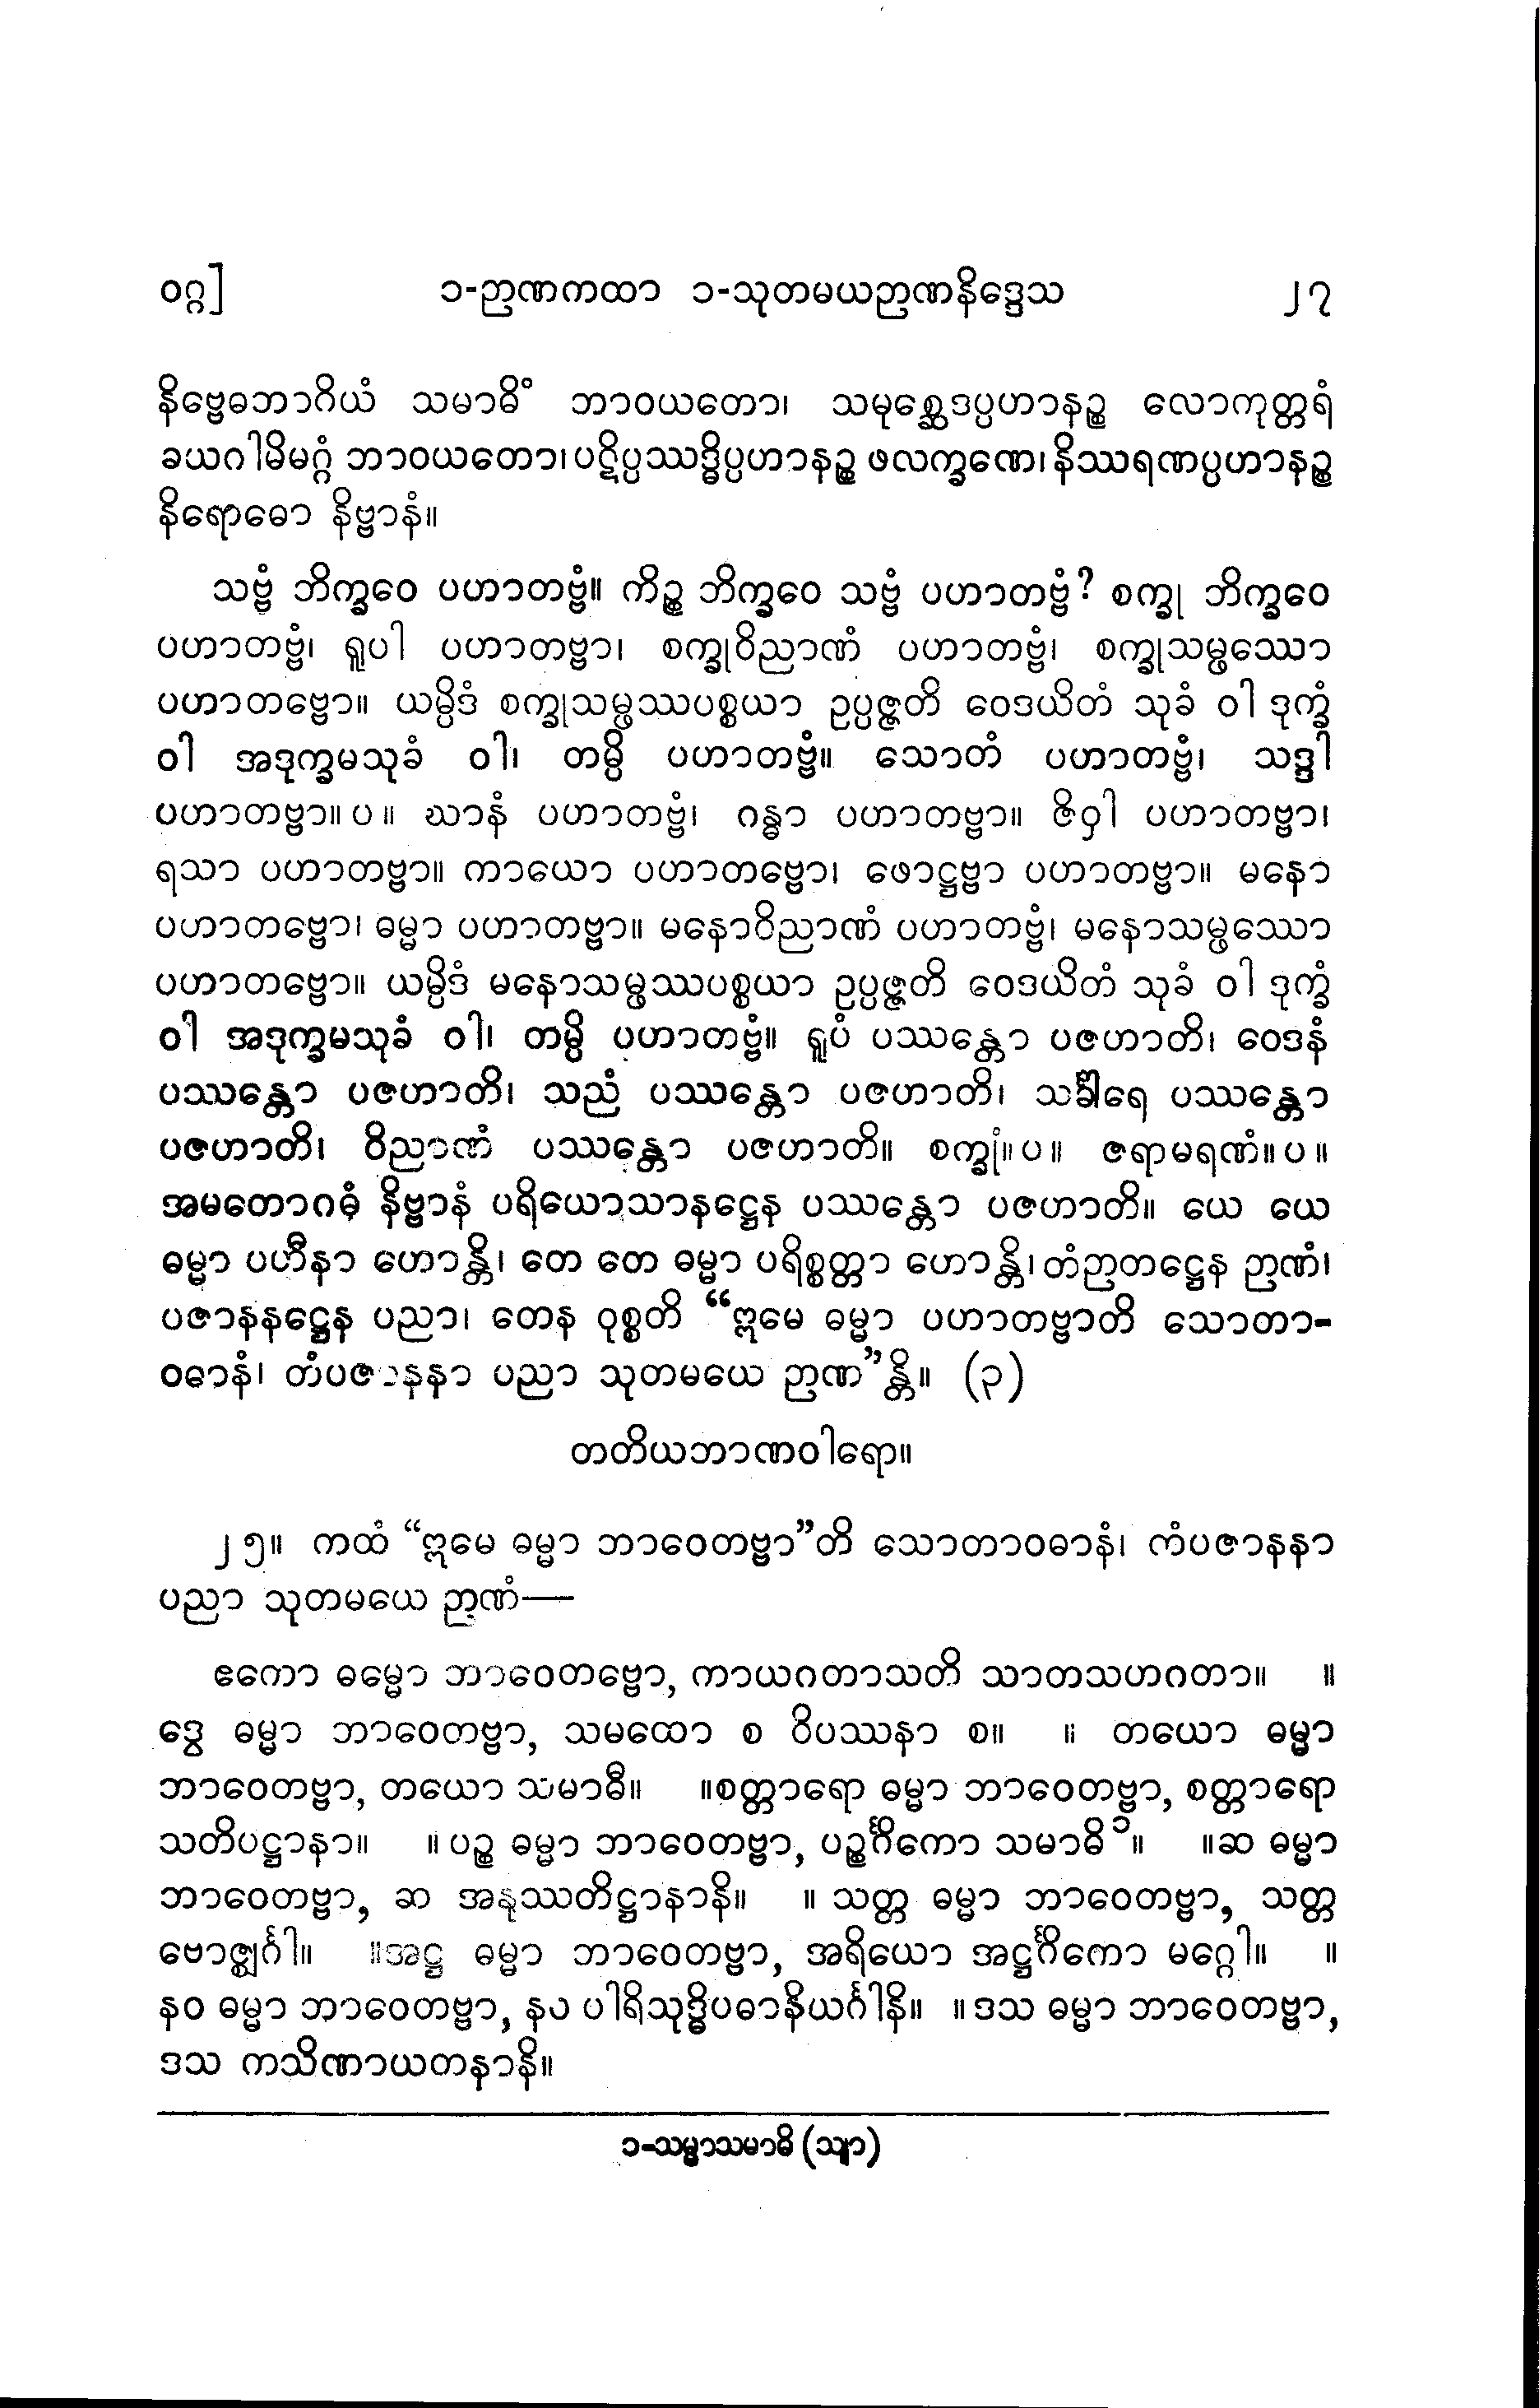 ဝဂ္ဂ] ၁-ဉာဏကထာ ၁-သုတမယဉာဏနိဒ္ဒေသ ၂၇
နိဗ္ဗေဓဘာဂိယံ သမာဓိံ ဘာဝယတော၊ သမုစ္ဆေဒပ္ပဟာနဉ္စ လောကုတ္တရံ
ခယဂါမိမဂ္ဂံ ဘာဝယတော၊ ပဋိပ္ပဿဒ္ဓိပ္ပဟာနဉ္စ ဖလက္ခဏေ၊ နိဿရဏပ္ပဟာနဉ္စ
နိရောဓော နိဗ္ဗာနံ။
သဗ္ဗံ ဘိက္ခဝေ ပဟာတဗ္ဗံ။ ကိဉ္စ ဘိက္ခဝေ သဗ္ဗံ ပဟာတဗ္ဗံ? စက္ခု ဘိက္ခဝေ
ပဟာတဗ္ဗံ၊ ရူပါ ပဟာတဗ္ဗာ၊ စက္ခုဝိညာဏံ ပဟာတဗ္ဗံ၊ စက္ခုသမ္ဖဿော
ပဟာတဗ္ဗော။ ယမ္ပိဒံ စက္ခုသမ္ဖဿပစ္စယာ ဥပ္ပဇ္ဇတိ ဝေဒယိတံ သုခံ ဝါ ဒုက္ခံ
ဝါ အဒုက္ခမသုခံ ဝါ၊ တမ္ပိ ပဟာတဗ္ဗံ။ သောတံ ပဟာတဗ္ဗံ၊ သဒ္ဒါ
ပဟာတဗ္ဗာ။ ပ ။ ဃာနံ ပဟာတဗ္ဗံ၊ ဂန္ဓာ ပဟာတဗ္ဗာ။ ဇိဝှါ ပဟာတဗ္ဗာ၊
ရသာ ပဟာတဗ္ဗာ။ ကာယော ပဟာတဗ္ဗော၊ ဖောဋ္ဌဗ္ဗာ ပဟာတဗ္ဗာ။ မနော
ပဟာတဗ္ဗော၊ ဓမ္မာ ပဟာတဗ္ဗာ။ မနောဝိညာဏံ ပဟာတဗ္ဗံ၊ မနောသမ္ဖဿော
ပဟာတဗ္ဗော။ ယမ္ပိဒံ မနောသမ္ဖဿပစ္စယာ ဥပ္ပဇ္ဇတိ ဝေဒယိတံ သုခံ ဝါ ဒုက္ခံ
ဝါ အဒုက္ခမသုခံ ဝါ၊ တမ္ပိ ပဟာတဗ္ဗံ။ ရူပံ ပဿန္တော ပဇဟာတိ၊ ဝေဒနံ
ပဿန္တော ပဇဟာတိ၊ သညံ ပဿန္တော ပဇဟာတိ၊ သင်္ခါရေ ပဿန္တော
ပဇဟာတိ၊ ဝိညာဏံ ပဿန္တော ပဇဟာတိ။ စက္ခုံ။ ပ ။ ဇရာမရဏံ။ ပ ။
အမတောဂဓံ နိဗ္ဗာနံ ပရိယောသာနဋ္ဌေန ပဿန္တော ပဇဟာတိ။ ယေ ယေ
ဓမ္မာ ပဟီနာ ဟောန္တိ၊ တေ တေ ဓမ္မာ ပရိစ္စတ္တာ ဟောန္တိ၊ တံဉာတဋ္ဌေန ဉာဏံ၊
ပဇာနနဋ္ဌေန ပညာ၊ တေန ဝုစ္စတိ “ဣမေ ဓမ္မာ ပဟာတဗ္ဗာတိ သောတာ-
ဝဓာနံ၊ တံပဇာနနာ ပညာ သုတမယေ ဉာဏ”န္တိ။ (၃)
တတိယဘာဏဝါရော။
၂၅။ ကထံ “ဣမေ ဓမ္မာ ဘာဝေတဗ္ဗာ”တိ သောတာဝဓာနံ၊ ကံပဇာနနာ
ပညာ သုတမယေ ဉာဏံ—
ဧကော ဓမ္မော ဘာဝေတဗ္ဗော, ကာယဂတာသတိ သာတသဟဂတာ။ ။
ဒွေ ဓမ္မာ ဘာဝေတဗ္ဗာ, သမထော စ ဝိပဿနာ စ။ ။ တယော ဓမ္မာ
ဘာဝေတဗ္ဗာ, တယော သမာဓီ။ ။စတ္တာရော ဓမ္မာ ဘာဝေတဗ္ဗာ, စတ္တာရော
သတိပဋ္ဌာနာ။ ။ ပဉ္စ ဓမ္မာ ဘာဝေတဗ္ဗာ, ပဉ္စင်္ဂိကော သမာဓိ၁။ ။ဆ ဓမ္မာ
ဘာဝေတဗ္ဗာ, ဆ အနုဿတိဋ္ဌာနာနိ။ ။ သတ္တ ဓမ္မာ ဘာဝေတဗ္ဗာ, သတ္တ
ဗောဇ္ဈင်္ဂါ။ ။အဋ္ဌ ဓမ္မာ ဘာဝေတဗ္ဗာ, အရိယော အဋ္ဌင်္ဂိကော မဂ္ဂေါ။ ။
နဝ ဓမ္မာ ဘာဝေတဗ္ဗာ, နဝ ပါရိသုဒ္ဓိပဓာနိယင်္ဂါနိ။ ။ ဒသ ဓမ္မာ ဘာဝေတဗ္ဗာ,
ဒသ ကသိဏာယတနာနိ။
၁-သမ္မာသမာဓိ (သျာ)